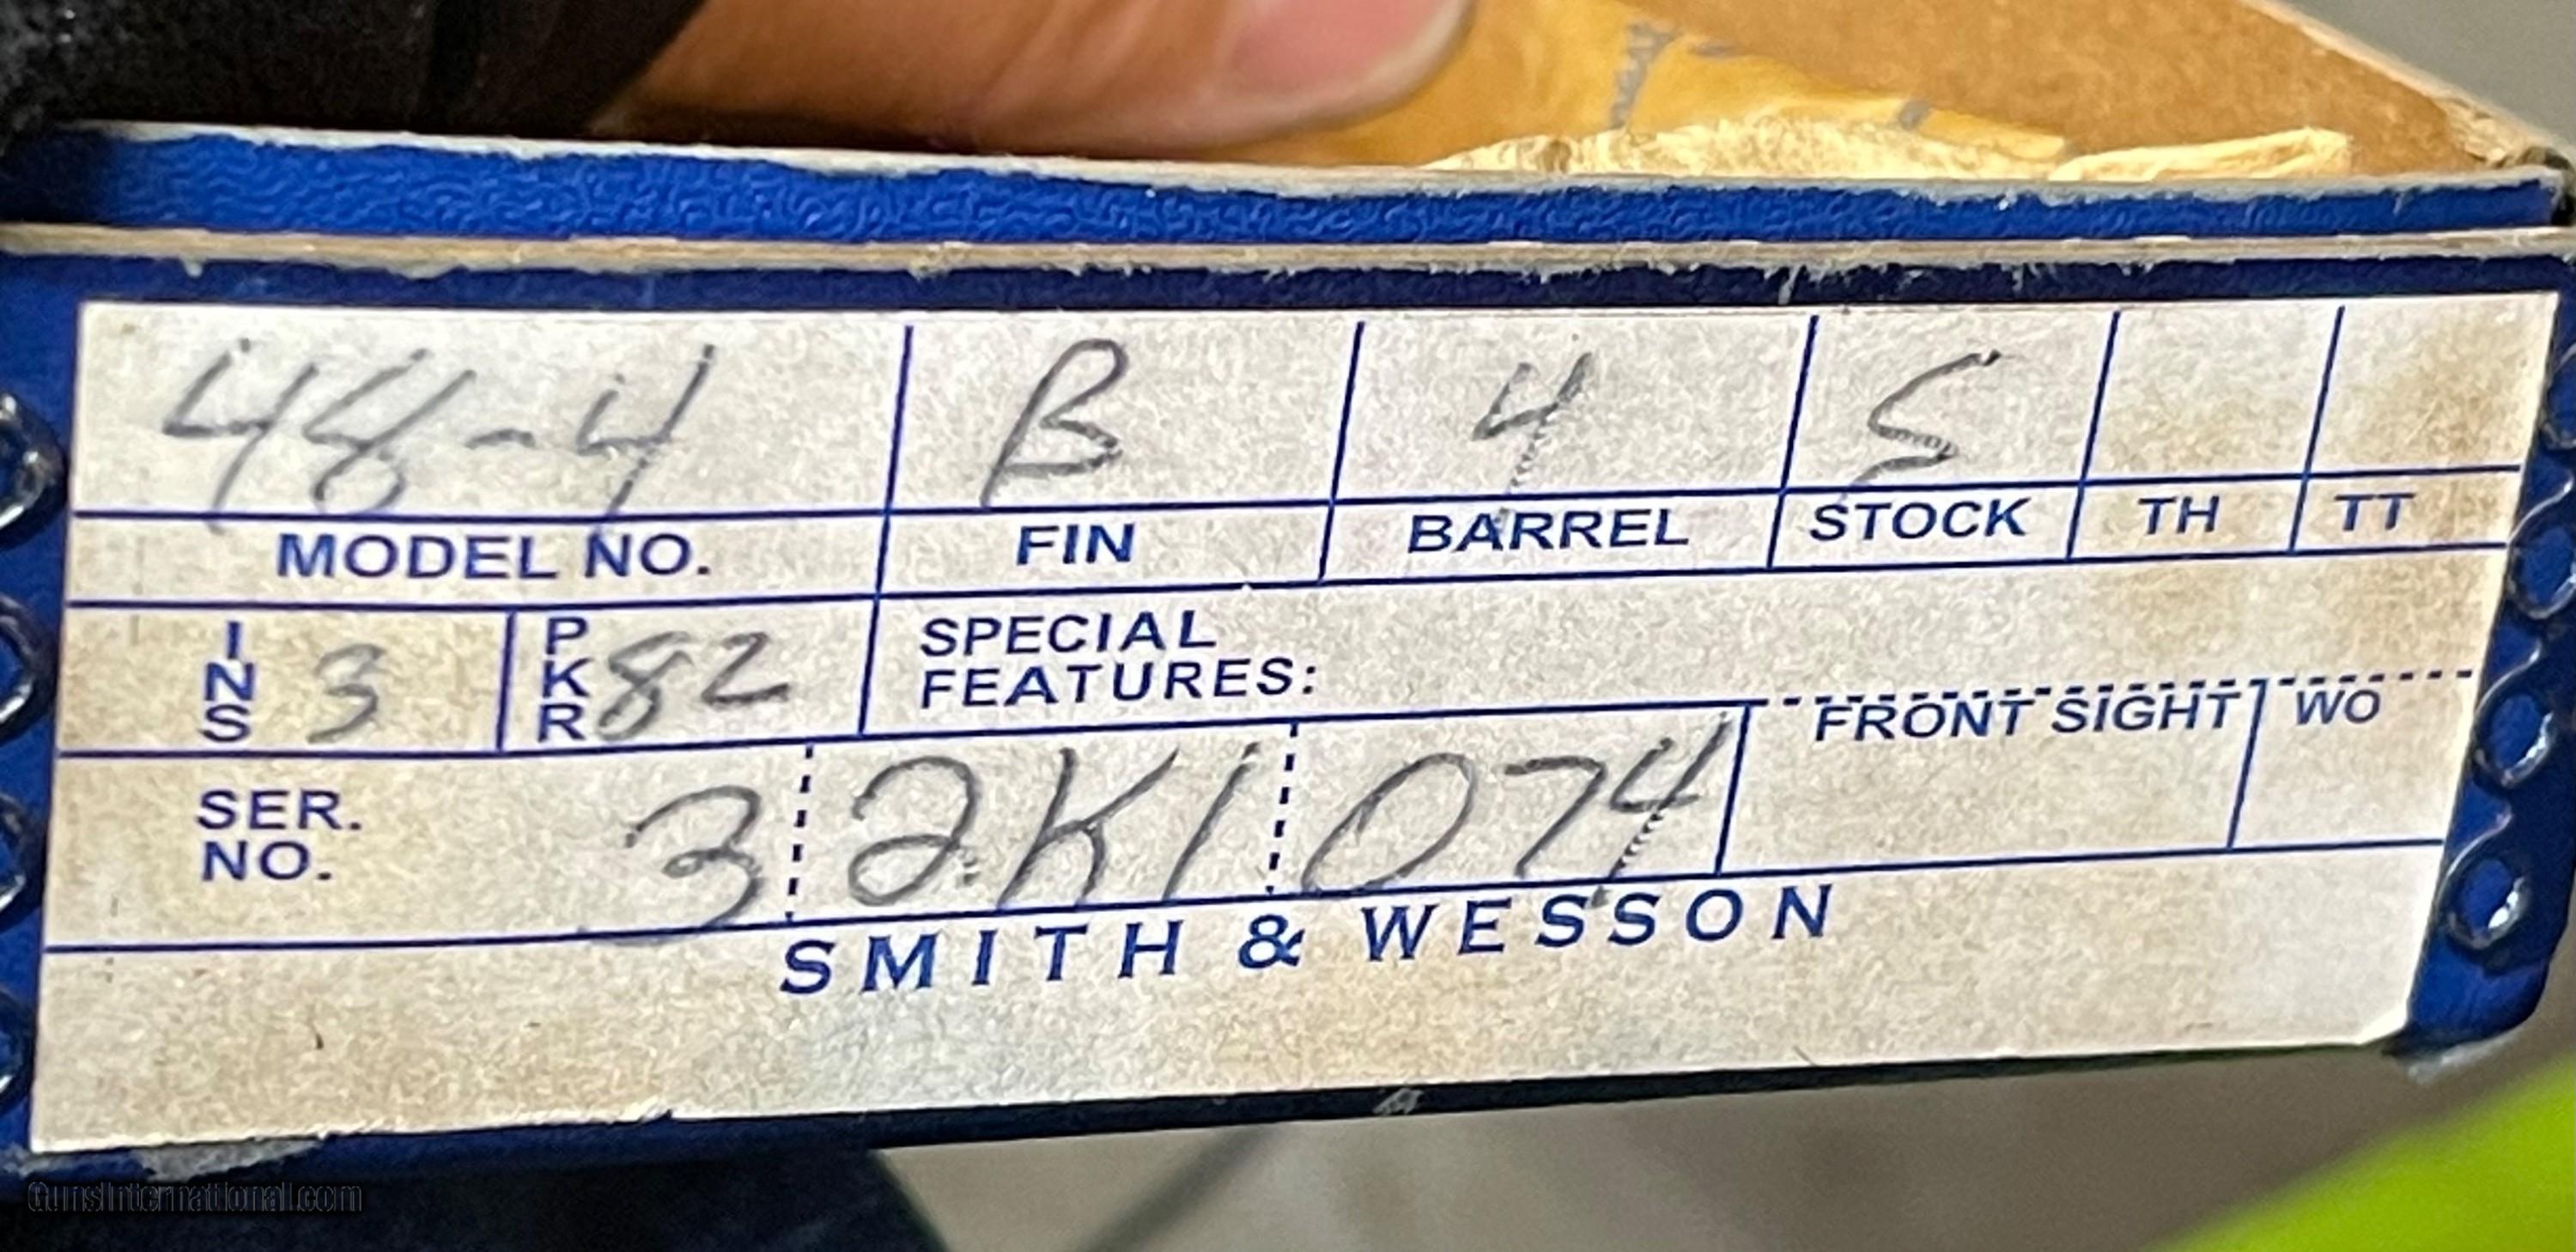 48-4 B 4 S
MODEL NO. FIN BARREL STOCK TH TT
INS 3 PKR 82 SPECIAL
FEATURES:
FRONT SIGHT WO
SER. NO. 3 2K1 074
SMITH & WESSON
GunsInternational.com